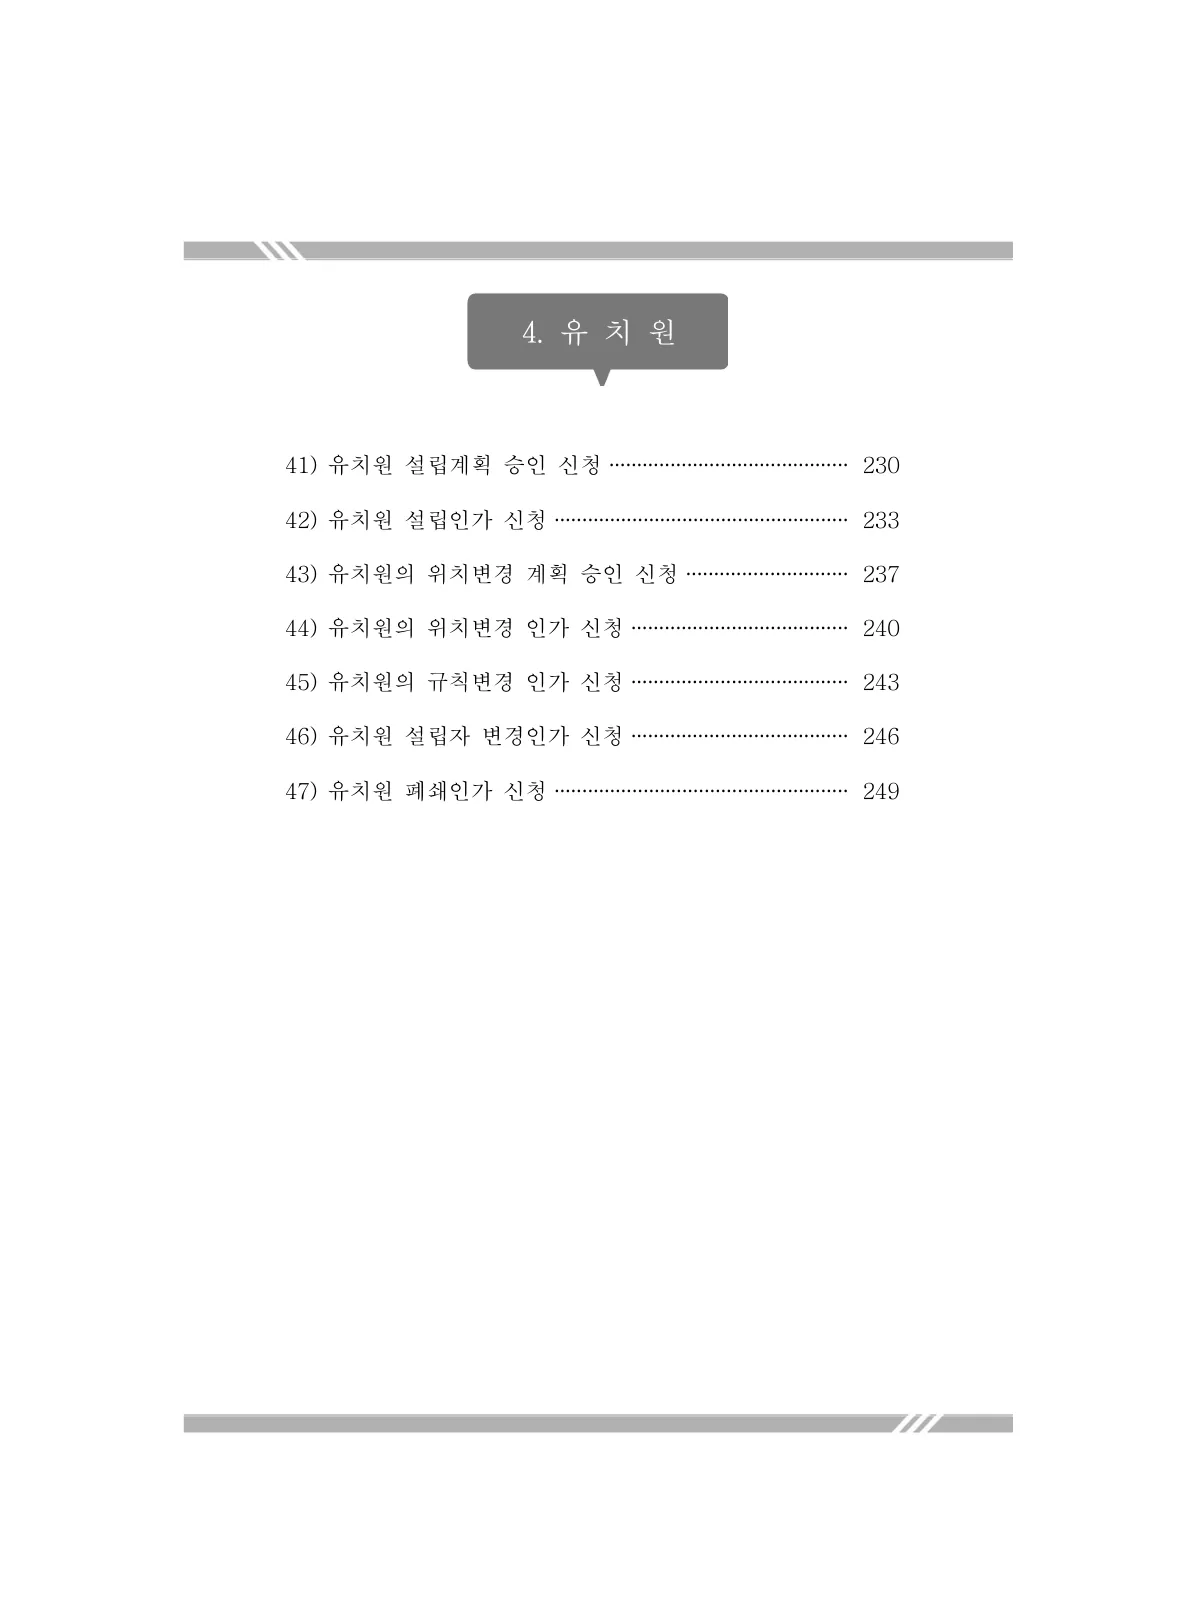 4. 유 치 원
41) 유치원 설립계획 승인 신청 ··········································· 230
42) 유치원 설립인가 신청 ····················································· 233
43) 유치원의 위치변경 계획 승인 신청 ····························· 237
44) 유치원의 위치변경 인가 신청 ······································· 240
45) 유치원의 규칙변경 인가 신청 ······································· 243
46) 유치원 설립자 변경인가 신청 ······································· 246
47) 유치원 폐쇄인가 신청 ····················································· 249